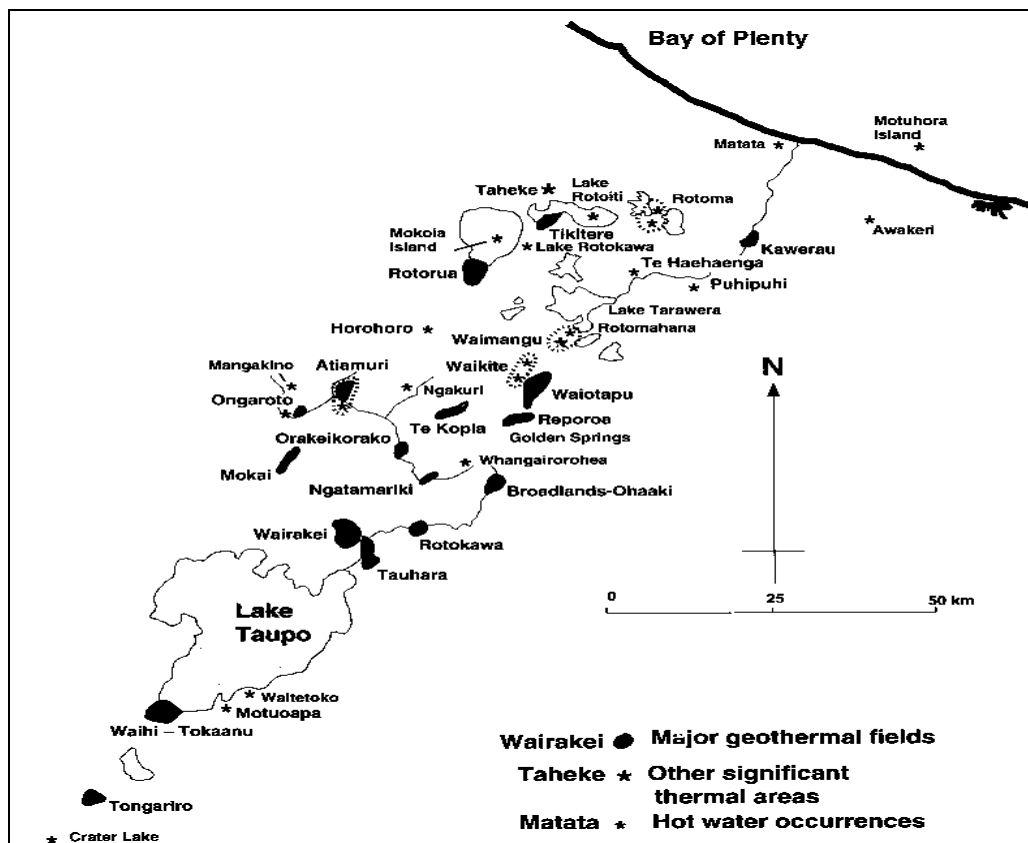 Bay of Plenty
Motuhora
Island
Matata
Taheke
Lake
Rotoiti
Rotoma
Mokoia
Island
Tikitere
Lake Rotokawa
Awakeri
Kawerau
Rotorua
Te Haehaenga
Puhipuhi
Lake Tarawera
Horohoro
Rotomahana
Waimangu
N
Mangakino
Atiamuri
Waikite
Ongaroto
Ngakuri
Waiotapu
Te Kopia
Reporoa
Golden Springs
Orakeikorako
Mokai
Whangairorohea
Ngatamariki
Broadlands-Ohaaki
Wairakei
Rotokawa
Tauhara
0
25
50 km
Lake
Taupo
Waitetoko
Motuoapa
Waihi – Tokaanu
Tongariro
Crater Lake
Wairakei
Major geothermal fields
Taheke
Other significant
thermal areas
Matata
Hot water occurrences